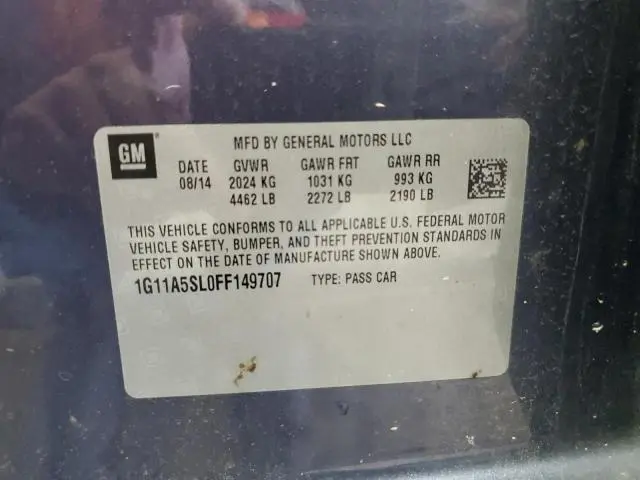 GM
MFD BY GENERAL MOTORS LLC
DATE GVWR GAWR FRT GAWR RR
08/14 2024 KG 1031 KG 993 KG
4462 LB 2272 LB 2190 LB
THIS VEHICLE CONFORMS TO ALL APPLICABLE U.S. FEDERAL MOTOR
VEHICLE SAFETY, BUMPER, AND THEFT PREVENTION STANDARDS IN
EFFECT ON THE DATE OF MANUFACTURE SHOWN ABOVE.
1G11A5SL0FF149707 TYPE: PASS CAR